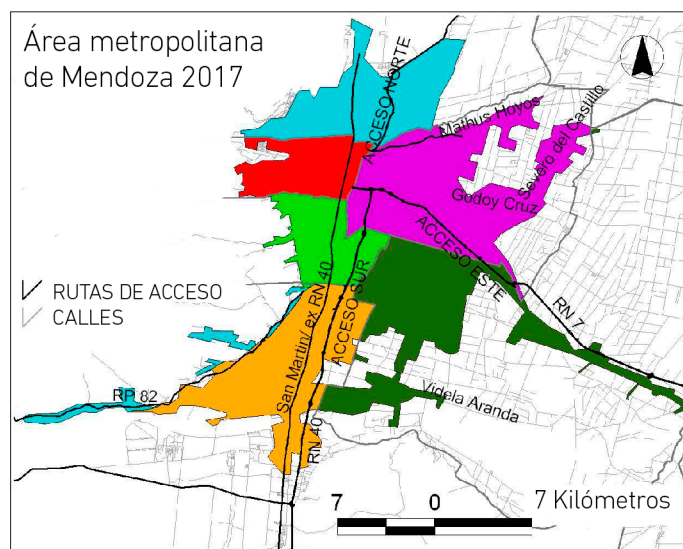 Área metropolitana
de Mendoza 2017
ACCESO NORTE
Mathus Hoyos
Severo del Castillo
Godoy Cruz
ACCESO ESTE
RN 7
RUTAS DE ACCESO
CALLES
San Martin/ ex RN 40
ACCESO SUR
RP 82
Videla Aranda
RN 40
7 0 7 Kilómetros